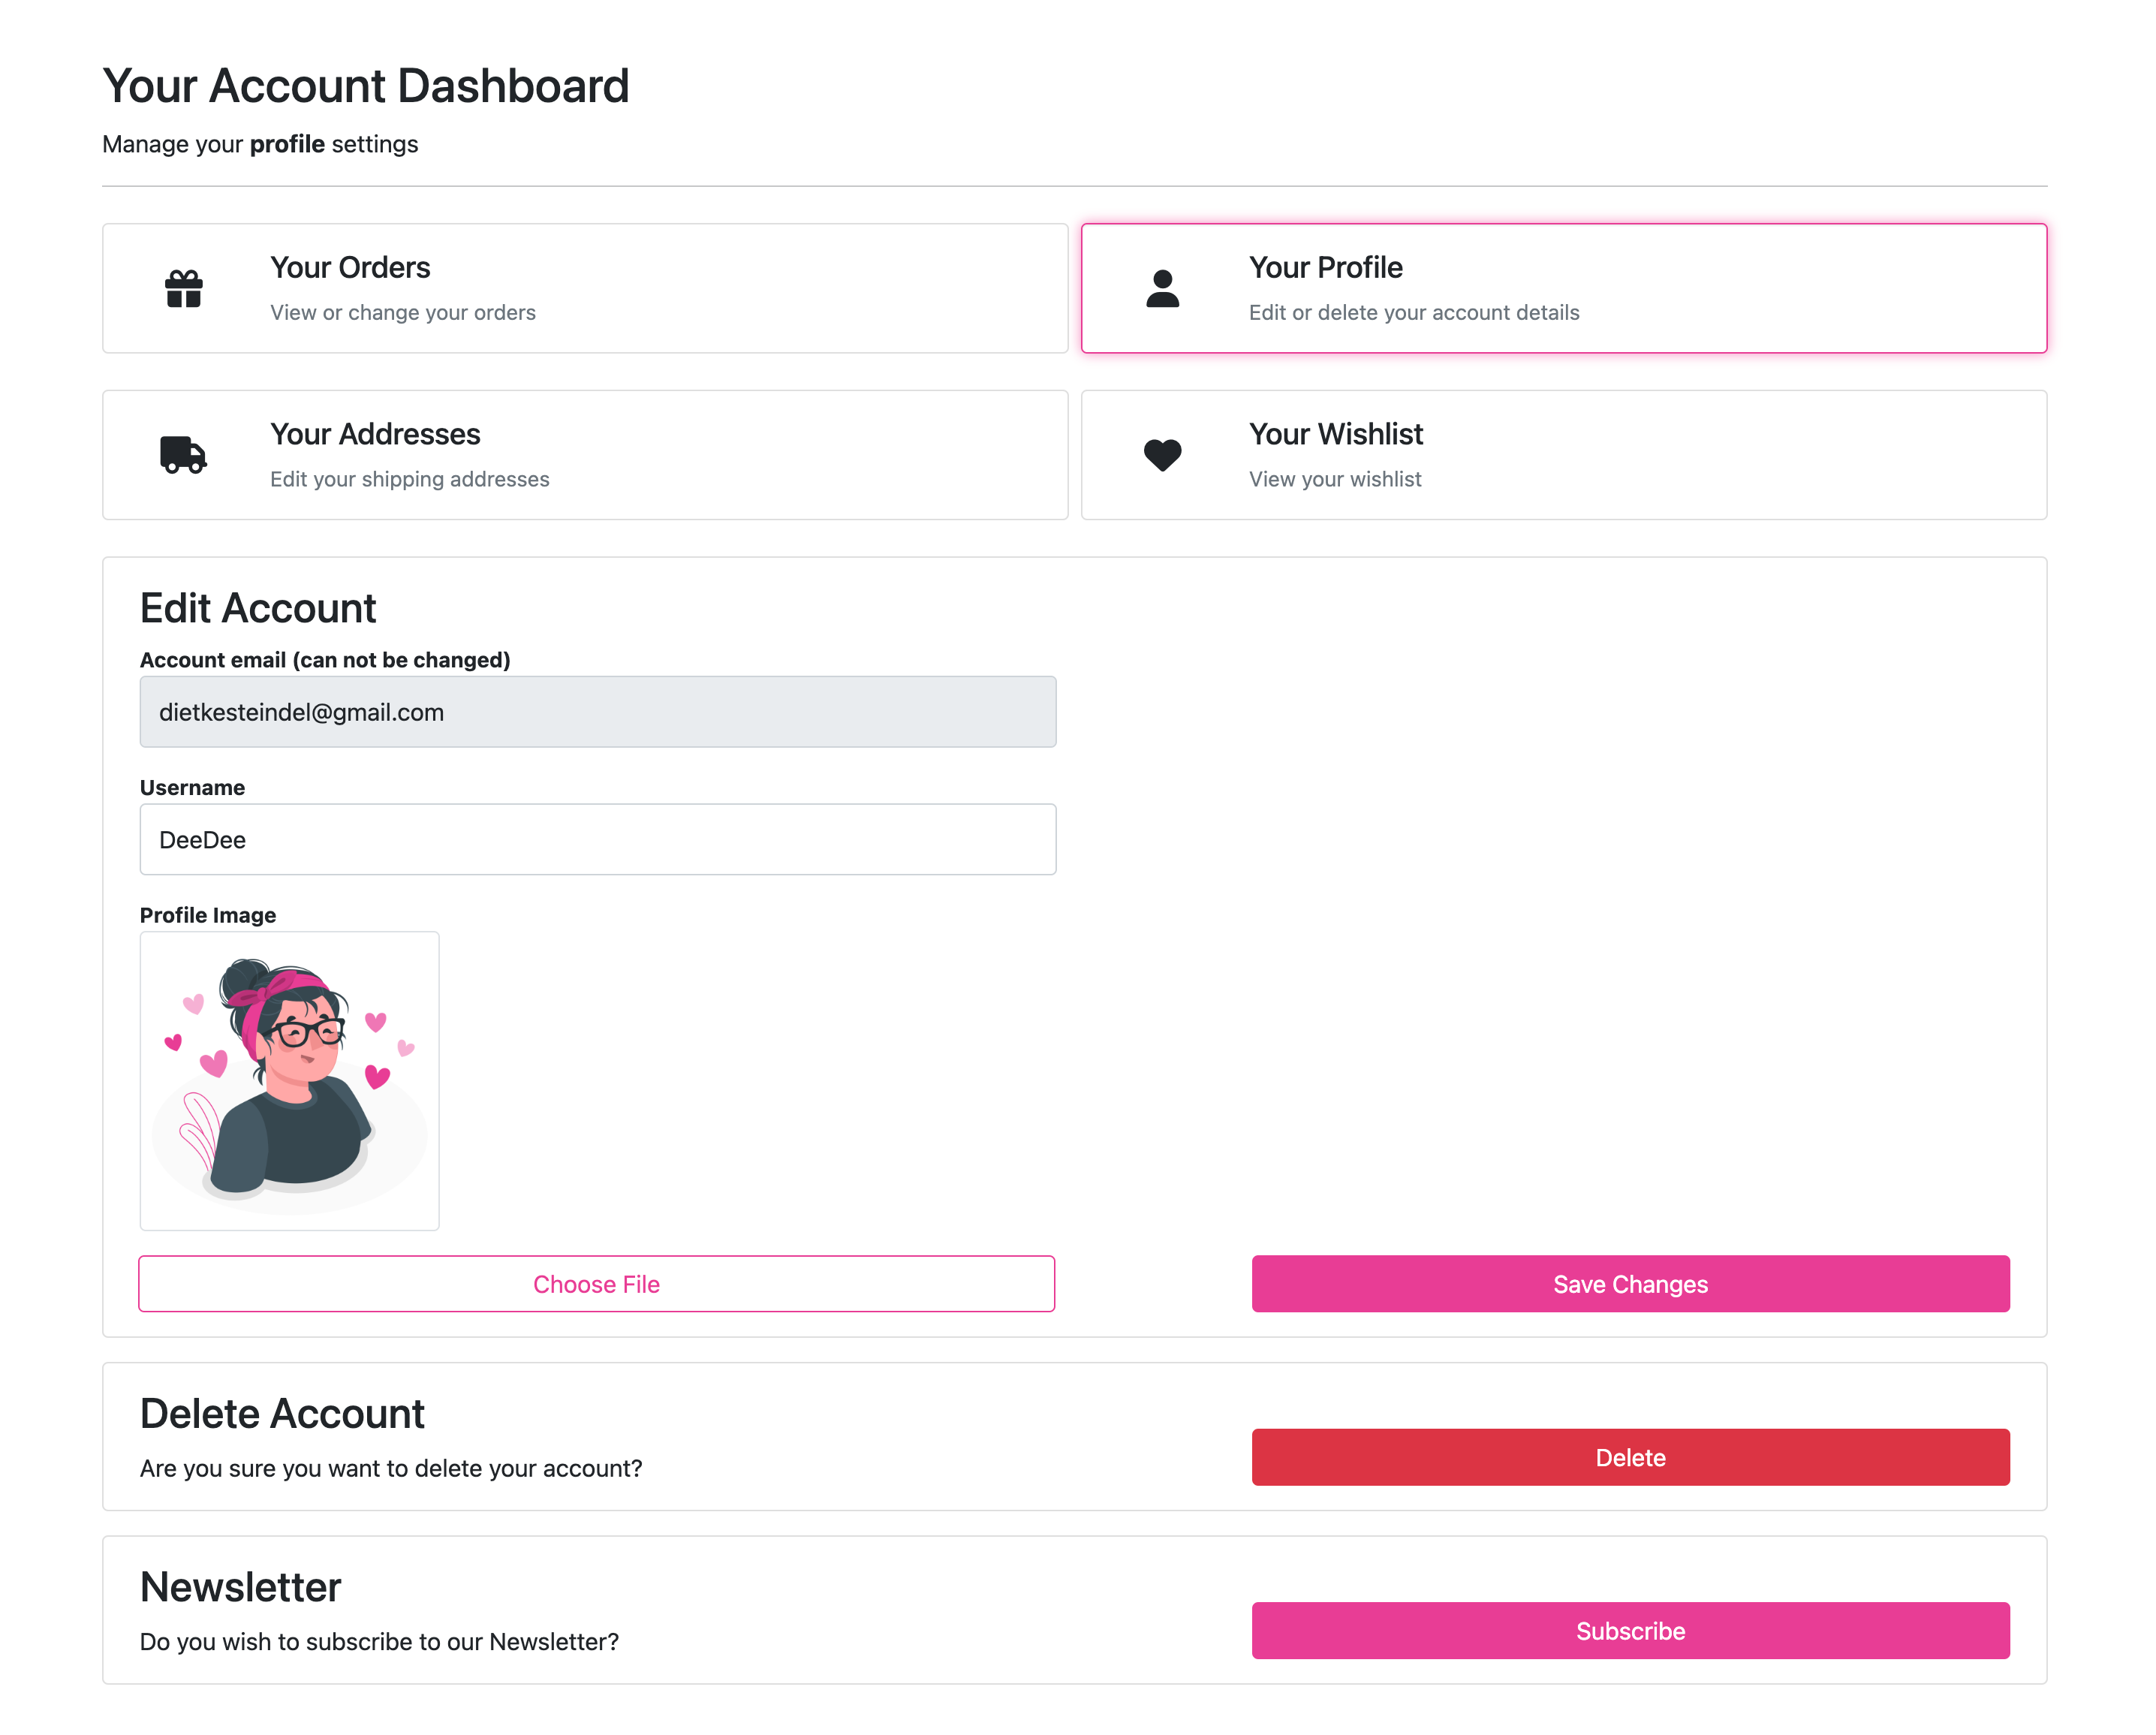 Your Account Dashboard
Manage your profile settings
Your Orders
View or change your orders
Your Profile
Edit or delete your account details
Your Addresses
Edit your shipping addresses
Your Wishlist
View your wishlist
Edit Account
Account email (can not be changed)
dietkesteindel@gmail.com
Username
DeeDee
Profile Image
Choose File
Save Changes
Delete Account
Are you sure you want to delete your account?
Delete
Newsletter
Do you wish to subscribe to our Newsletter?
Subscribe